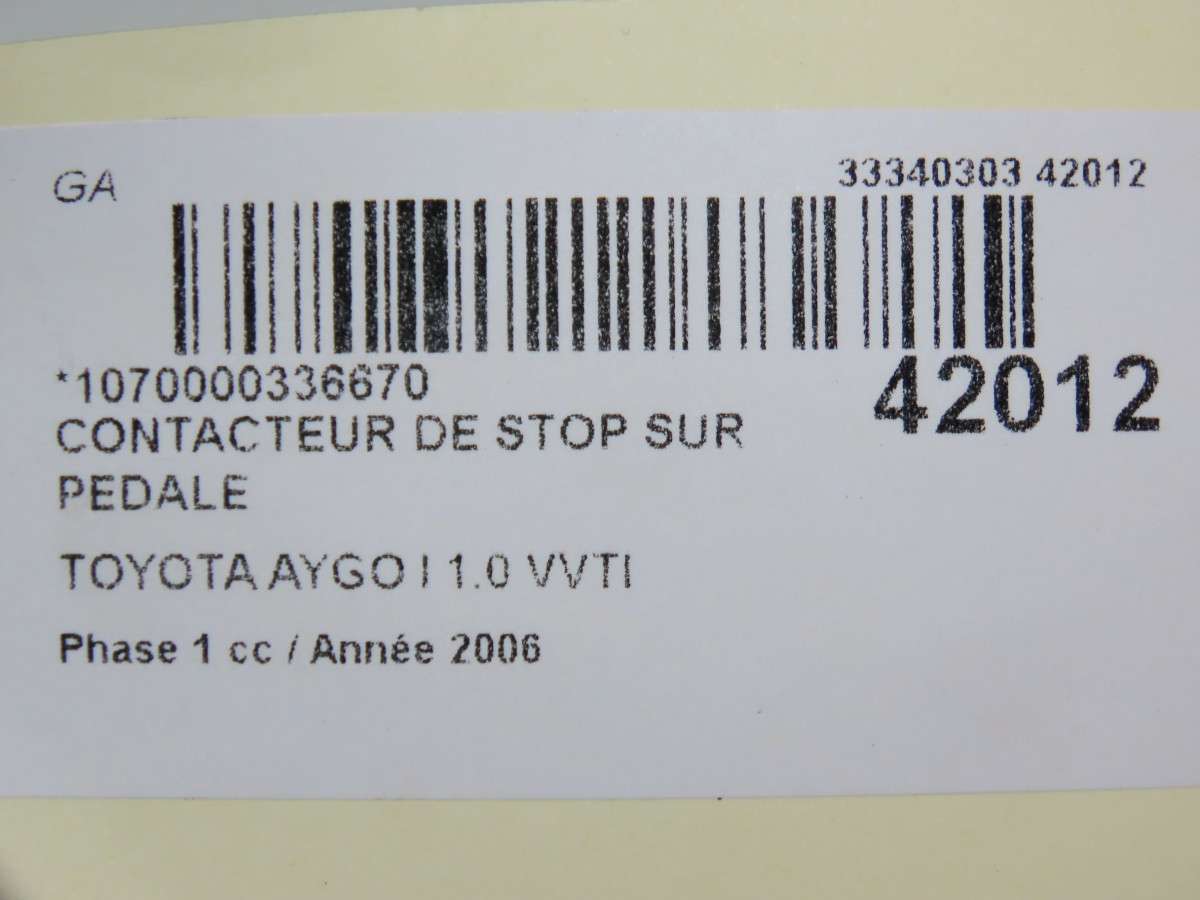 GA
33340303 42012
*1070000336670
42012
CONTACTEUR DE STOP SUR
PEDALE
TOYOTA AYGO I 1.0 VVTI
Phase 1 cc / Année 2006